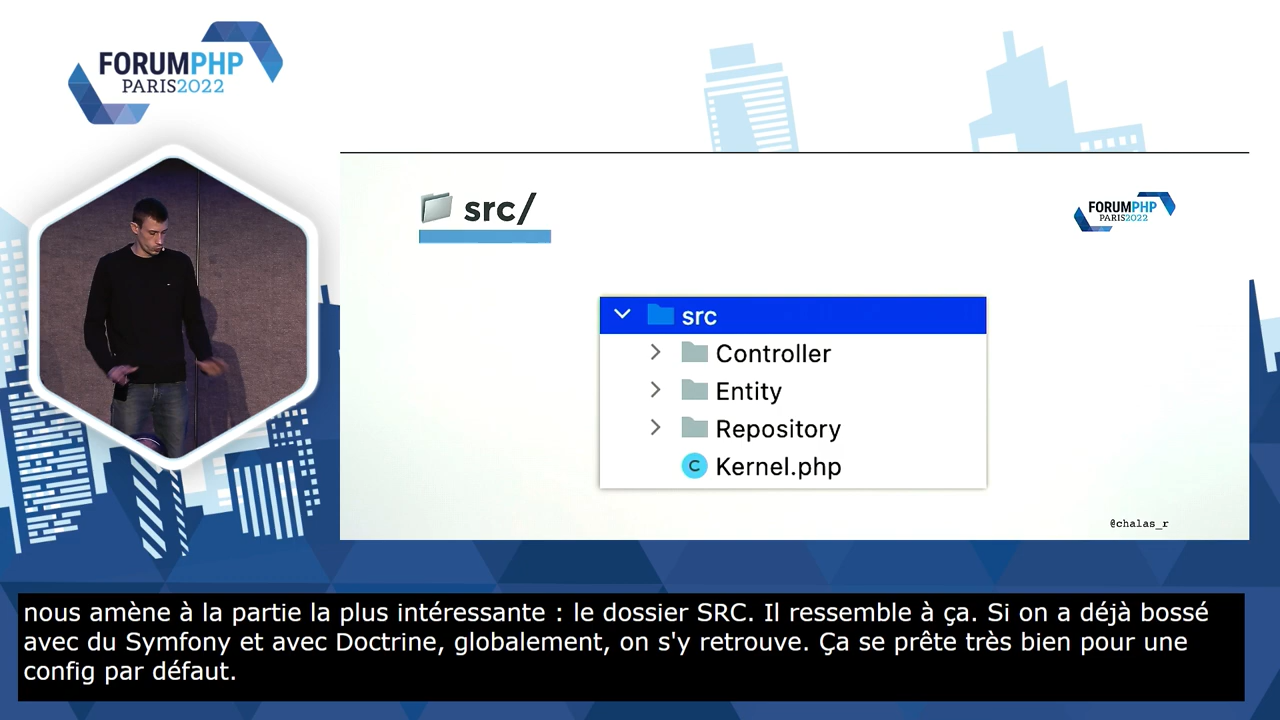 FORUMPHP
PARIS2022
src/
FORUMPHP
PARIS2022
src
Controller
Entity
Repository
C Kernel.php
@chalas_r
nous amène à la partie la plus intéressante : le dossier SRC. Il ressemble à ça. Si on a déjà bossé
avec du Symfony et avec Doctrine, globalement, on s'y retrouve. Ça se prête très bien pour une
config par défaut.